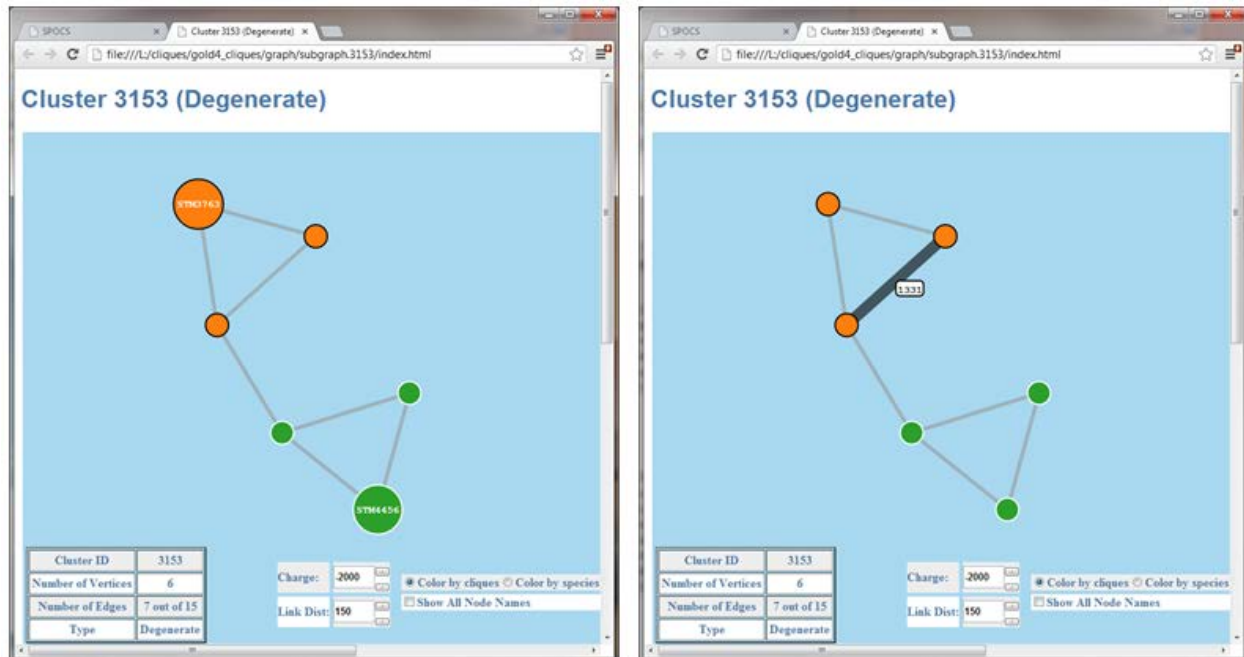 SPOCS
Cluster 3153 (Degenerate)
file:///L:/cliques/gold4_cliques/graph/subgraph.3153/index.html
Cluster 3153 (Degenerate)
STM3763
STM4456
Cluster ID 3153
Number of Vertices 6
Number of Edges 7 out of 15
Type Degenerate
Charge: -2000
Link Dist: 150
Color by cliques Color by species
Show All Node Names
SPOCS
Cluster 3153 (Degenerate)
file:///L:/cliques/gold4_cliques/graph/subgraph.3153/index.html
Cluster 3153 (Degenerate)
1331
Cluster ID 3153
Number of Vertices 6
Number of Edges 7 out of 15
Type Degenerate
Charge: -2000
Link Dist: 150
Color by cliques Color by species
Show All Node Names